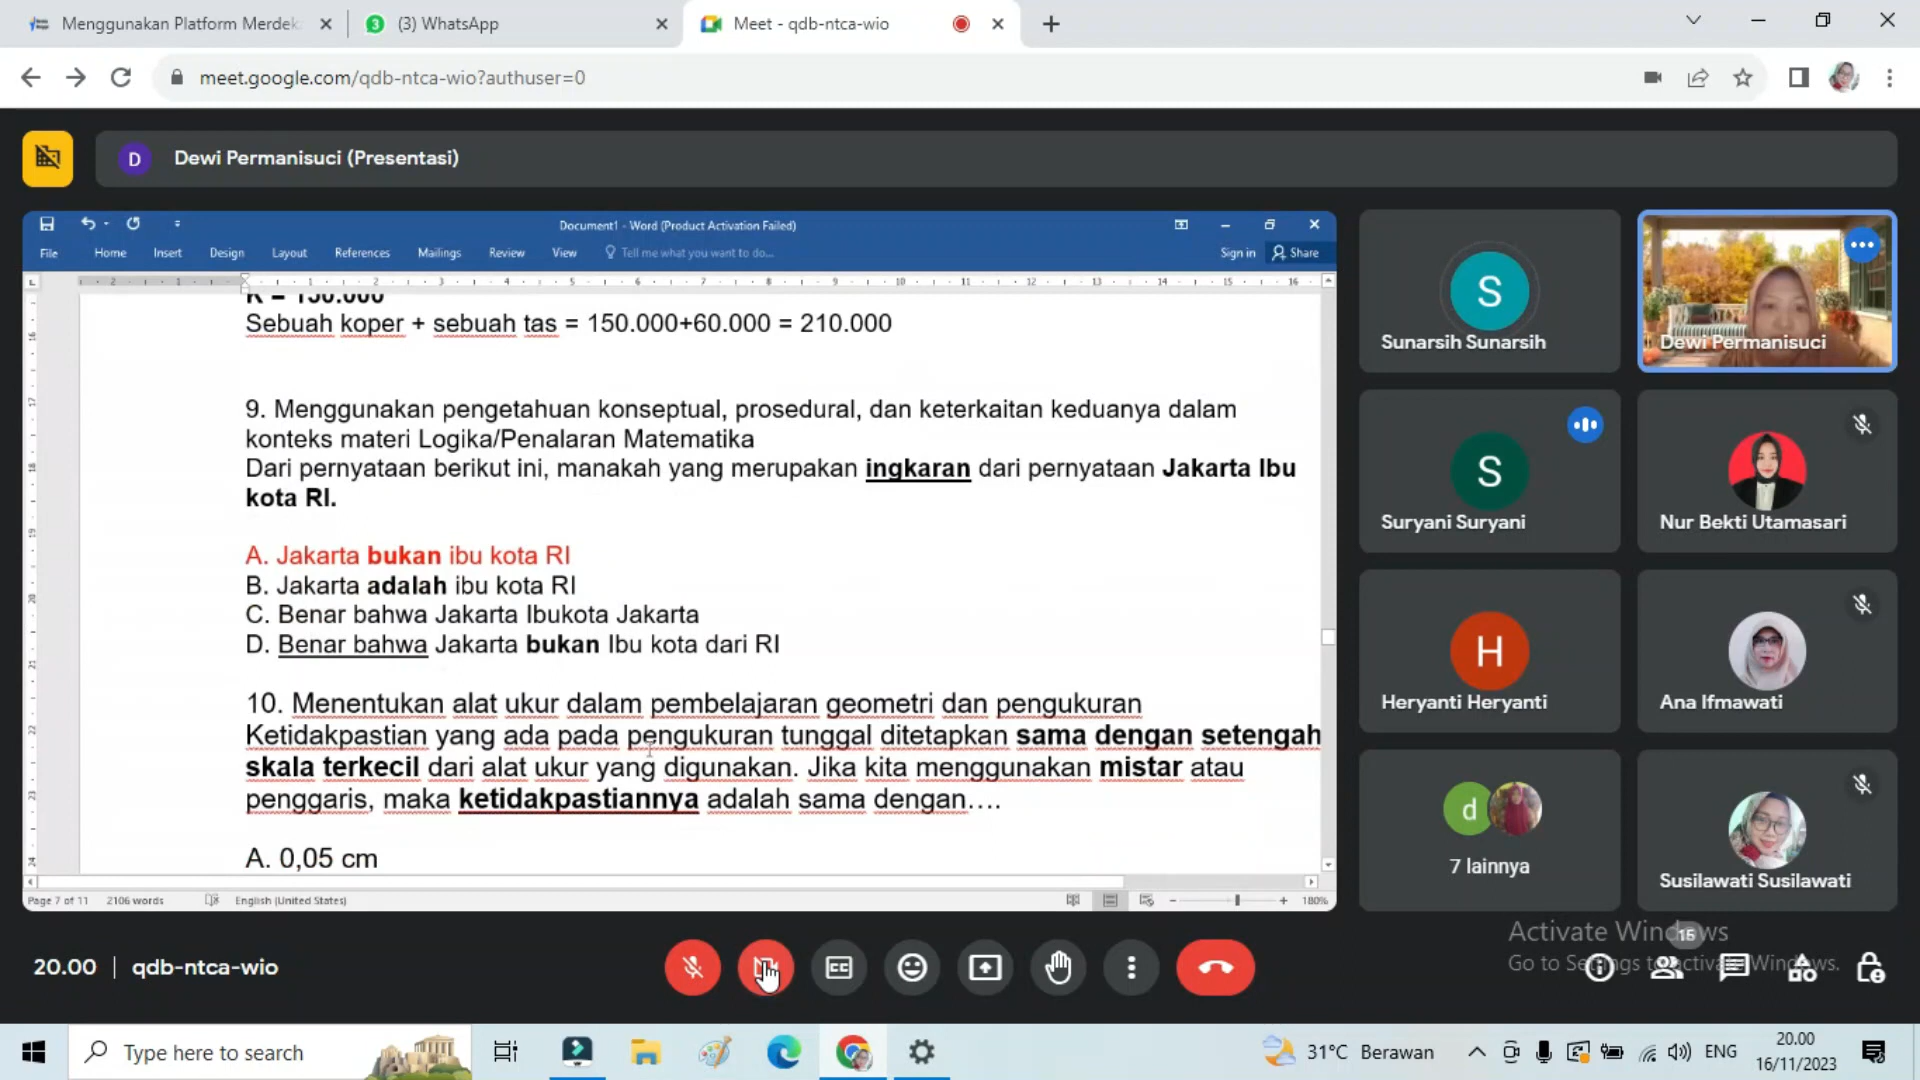 Menggunakan Platform Merdek
(3) WhatsApp
Meet - qdb-ntca-wio
meet.google.com/qdb-ntca-wio?authuser=0
D
Dewi Permanisuci (Presentasi)
Document1 - Word (Product Activation Failed)
File Home Insert Design Layout References Mailings Review View Tell me what you want to do... Sign in Share
K = 150.000
Sebuah koper + sebuah tas = 150.000+60.000 = 210.000
9. Menggunakan pengetahuan konseptual, prosedural, dan keterkaitan keduanya dalam
konteks materi Logika/Penalaran Matematika
Dari pernyataan berikut ini, manakah yang merupakan ingkaran dari pernyataan Jakarta Ibu
kota RI.
A. Jakarta bukan ibu kota RI
B. Jakarta adalah ibu kota RI
C. Benar bahwa Jakarta Ibukota Jakarta
D. Benar bahwa Jakarta bukan Ibu kota dari RI
10. Menentukan alat ukur dalam pembelajaran geometri dan pengukuran
Ketidakpastian yang ada pada pengukuran tunggal ditetapkan sama dengan setengah
skala terkecil dari alat ukur yang digunakan. Jika kita menggunakan mistar atau
penggaris, maka ketidakpastiannya adalah sama dengan….
A. 0,05 cm
Page 7 of 11 2106 words English (United States) 180%
S
Sunarsih Sunarsih
Dewi Permanisuci
S
Suryani Suryani
Nur Bekti Utamasari
H
Heryanti Heryanti
Ana Ifmawati
d
7 lainnya
Susilawati Susilawati
Activate Windows
Go to Settings to activate Windows.
15
20.00 | qdb-ntca-wio
Type here to search
31°C Berawan
ENG
20.00
16/11/2023